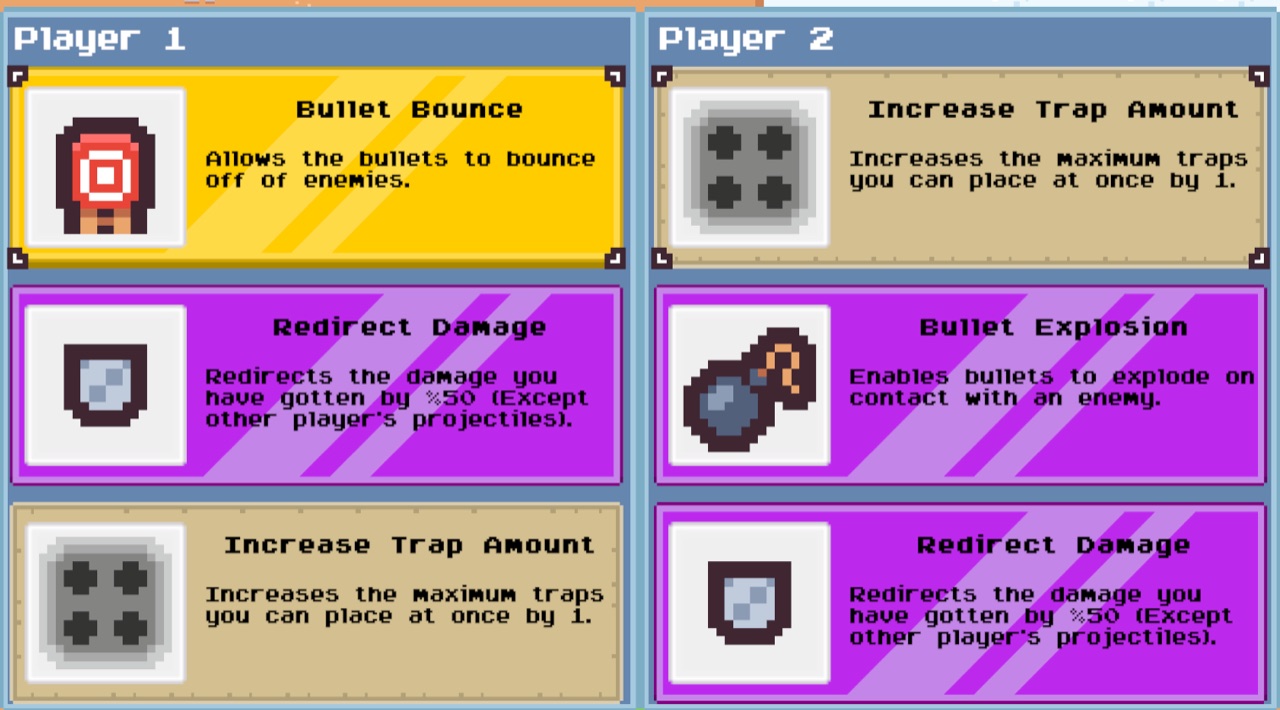 Player 1
Bullet Bounce
Allows the bullets to bounce
off of enemies.
Redirect Damage
Redirects the damage you
have gotten by %50 (Except
other player's projectiles).
Increase Trap Amount
Increases the maximum traps
you can place at once by 1.
Player 2
Increase Trap Amount
Increases the maximum traps
you can place at once by 1.
Bullet Explosion
Enables bullets to explode on
contact with an enemy.
Redirect Damage
Redirects the damage you
have gotten by %50 (Except
other player's projectiles).